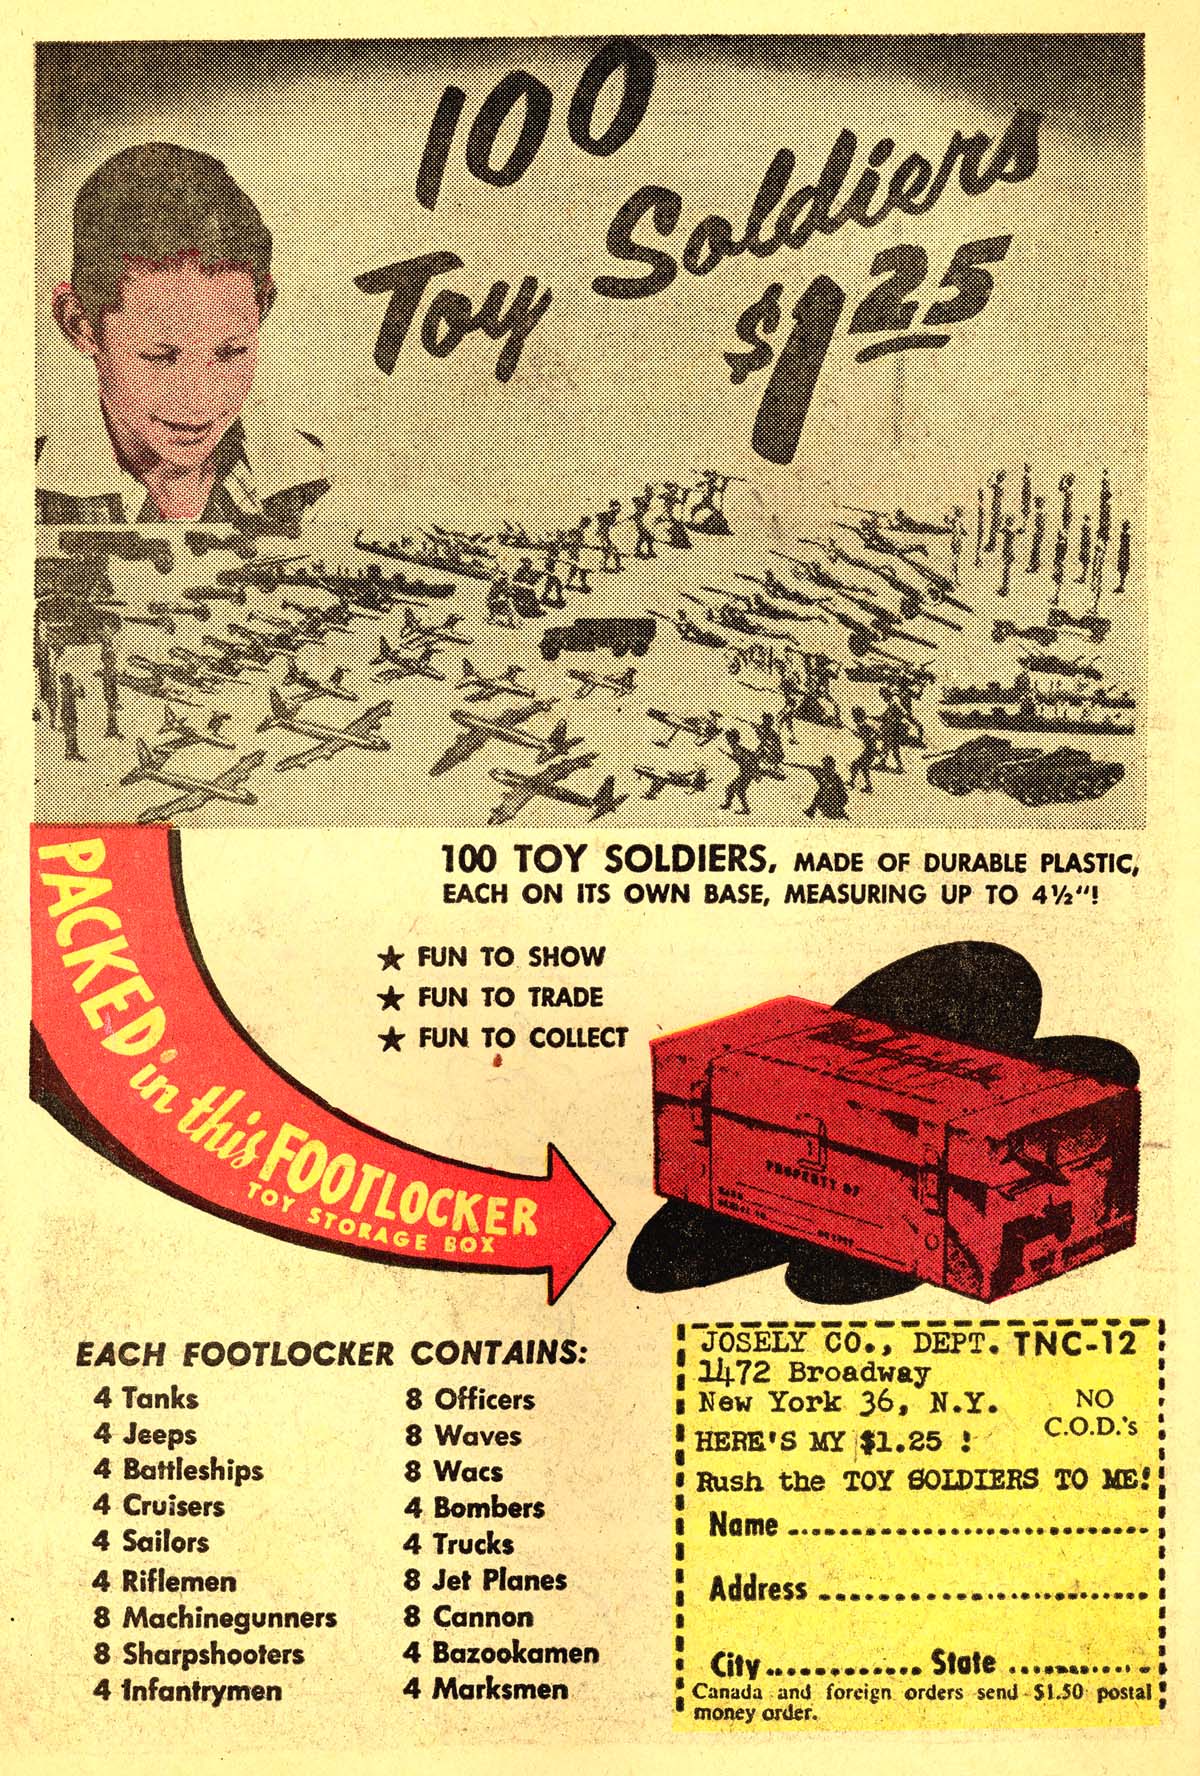 100
Toy Soldiers
$1.25
100 TOY SOLDIERS, MADE OF DURABLE PLASTIC,
EACH ON ITS OWN BASE, MEASURING UP TO 4½"!
★ FUN TO SHOW
★ FUN TO TRADE
★ FUN TO COLLECT
PACKED in this FOOTLOCKER
TOY STORAGE BOX
PROPERTY OF
EACH FOOTLOCKER CONTAINS:
4 Tanks
4 Jeeps
4 Battleships
4 Cruisers
4 Sailors
4 Riflemen
8 Machinegunners
8 Sharpshooters
4 Infantrymen
8 Officers
8 Waves
8 Wacs
4 Bombers
4 Trucks
8 Jet Planes
8 Cannon
4 Bazookamen
4 Marksmen
JOSELY CO., DEPT. TNC-12
1472 Broadway
New York 36, N.Y.
NO
C.O.D.'s
HERE'S MY $1.25 !
Rush the TOY SOLDIERS TO ME!
Name
Address
City State
Canada and foreign orders send $1.50 postal
money order.